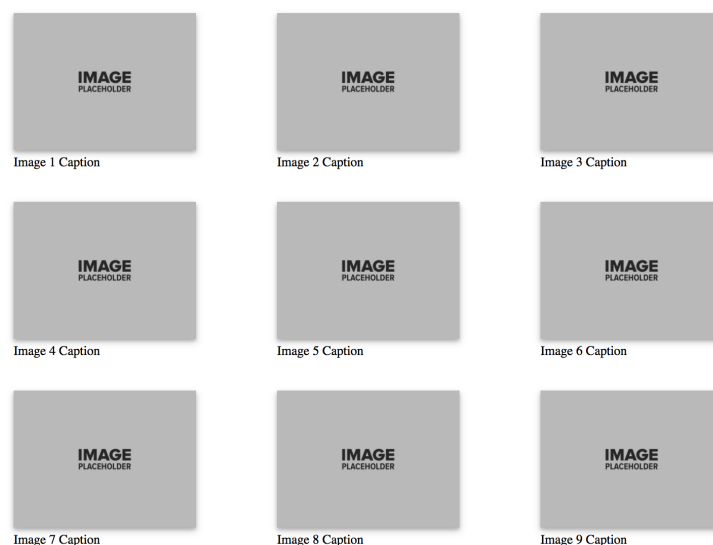 IMAGE
PLACEHOLDER
IMAGE
PLACEHOLDER
IMAGE
PLACEHOLDER
Image 1 Caption
Image 2 Caption
Image 3 Caption
IMAGE
PLACEHOLDER
IMAGE
PLACEHOLDER
IMAGE
PLACEHOLDER
Image 4 Caption
Image 5 Caption
Image 6 Caption
IMAGE
PLACEHOLDER
IMAGE
PLACEHOLDER
IMAGE
PLACEHOLDER
Image 7 Caption
Image 8 Caption
Image 9 Caption